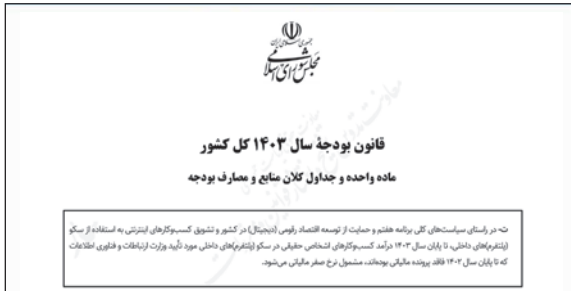 جمهوری اسلامی ایران
مجلس شورای اسلامی
قانون بودجهٔ سال ۱۴۰۳ کل کشور
ماده واحده و جداول کلان منابع و مصارف بودجه
ت- در راستای سیاست‌های کلی برنامه هفتم و حمایت از توسعه اقتصاد رقومی (دیجیتال) در کشور و تشویق کسب‌وکارهای اینترنتی به استفاده از سکو
(پلتفرم)های داخلی، تا پایان سال ۱۴۰۳ درآمد کسب‌وکارهای اشخاص حقیقی در سکو (پلتفرم)های داخلی مورد تأیید وزارت ارتباطات و فناوری اطلاعات
که تا پایان سال ۱۴۰۲ فاقد پرونده مالیاتی بوده‌اند، مشمول نرخ صفر مالیاتی می‌شود.